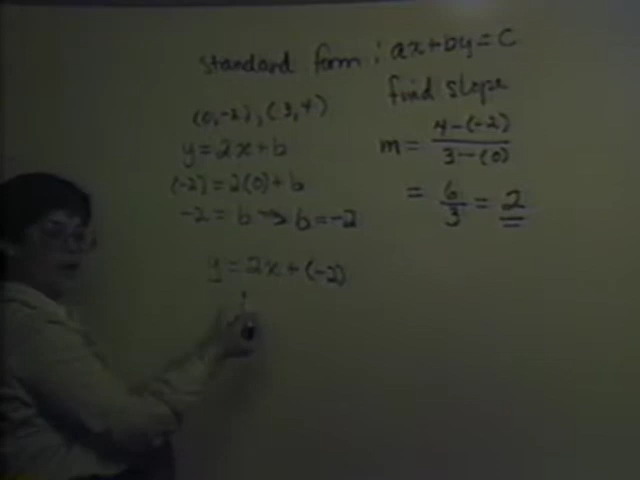 standard form : ax+by=C
find slope
(0,-2), (3,4)
y=2x+b
(-2)=2(0)+b
-2=b → b=-2
y=2x+(-2)
m= 4-(-2) / 3-(0)
= 6/3 = 2